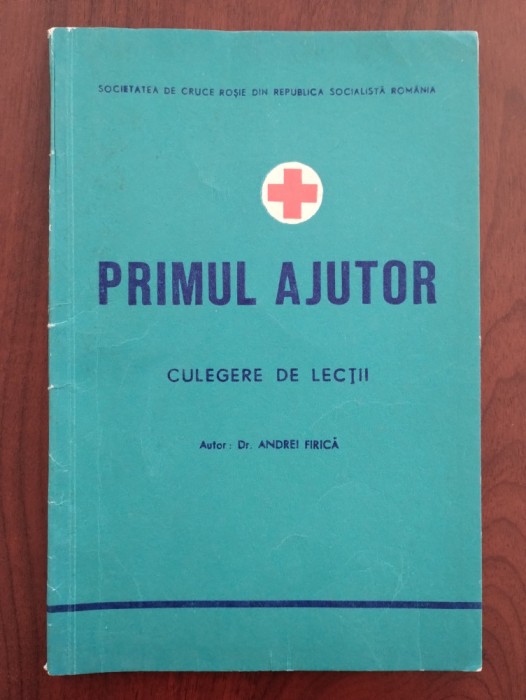 SOCIETATEA DE CRUCE ROȘIE DIN REPUBLICA SOCIALISTĂ ROMÂNIA
PRIMUL AJUTOR
CULEGERE DE LECȚII
Autor: Dr. ANDREI FIRICĂ